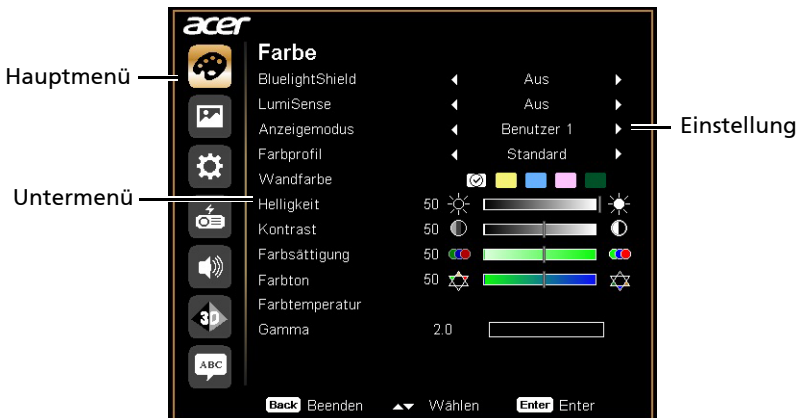 acer
Farbe
Hauptmenü
BluelightShield Aus
LumiSense Aus
Anzeigemodus Benutzer 1
Einstellung
Farbprofil Standard
Wandfarbe
Untermenü
Helligkeit 50
Kontrast 50
Farbsättigung 50
Farbton 50
3D
Farbtemperatur
Gamma 2.0
ABC
Back Beenden Wählen Enter Enter